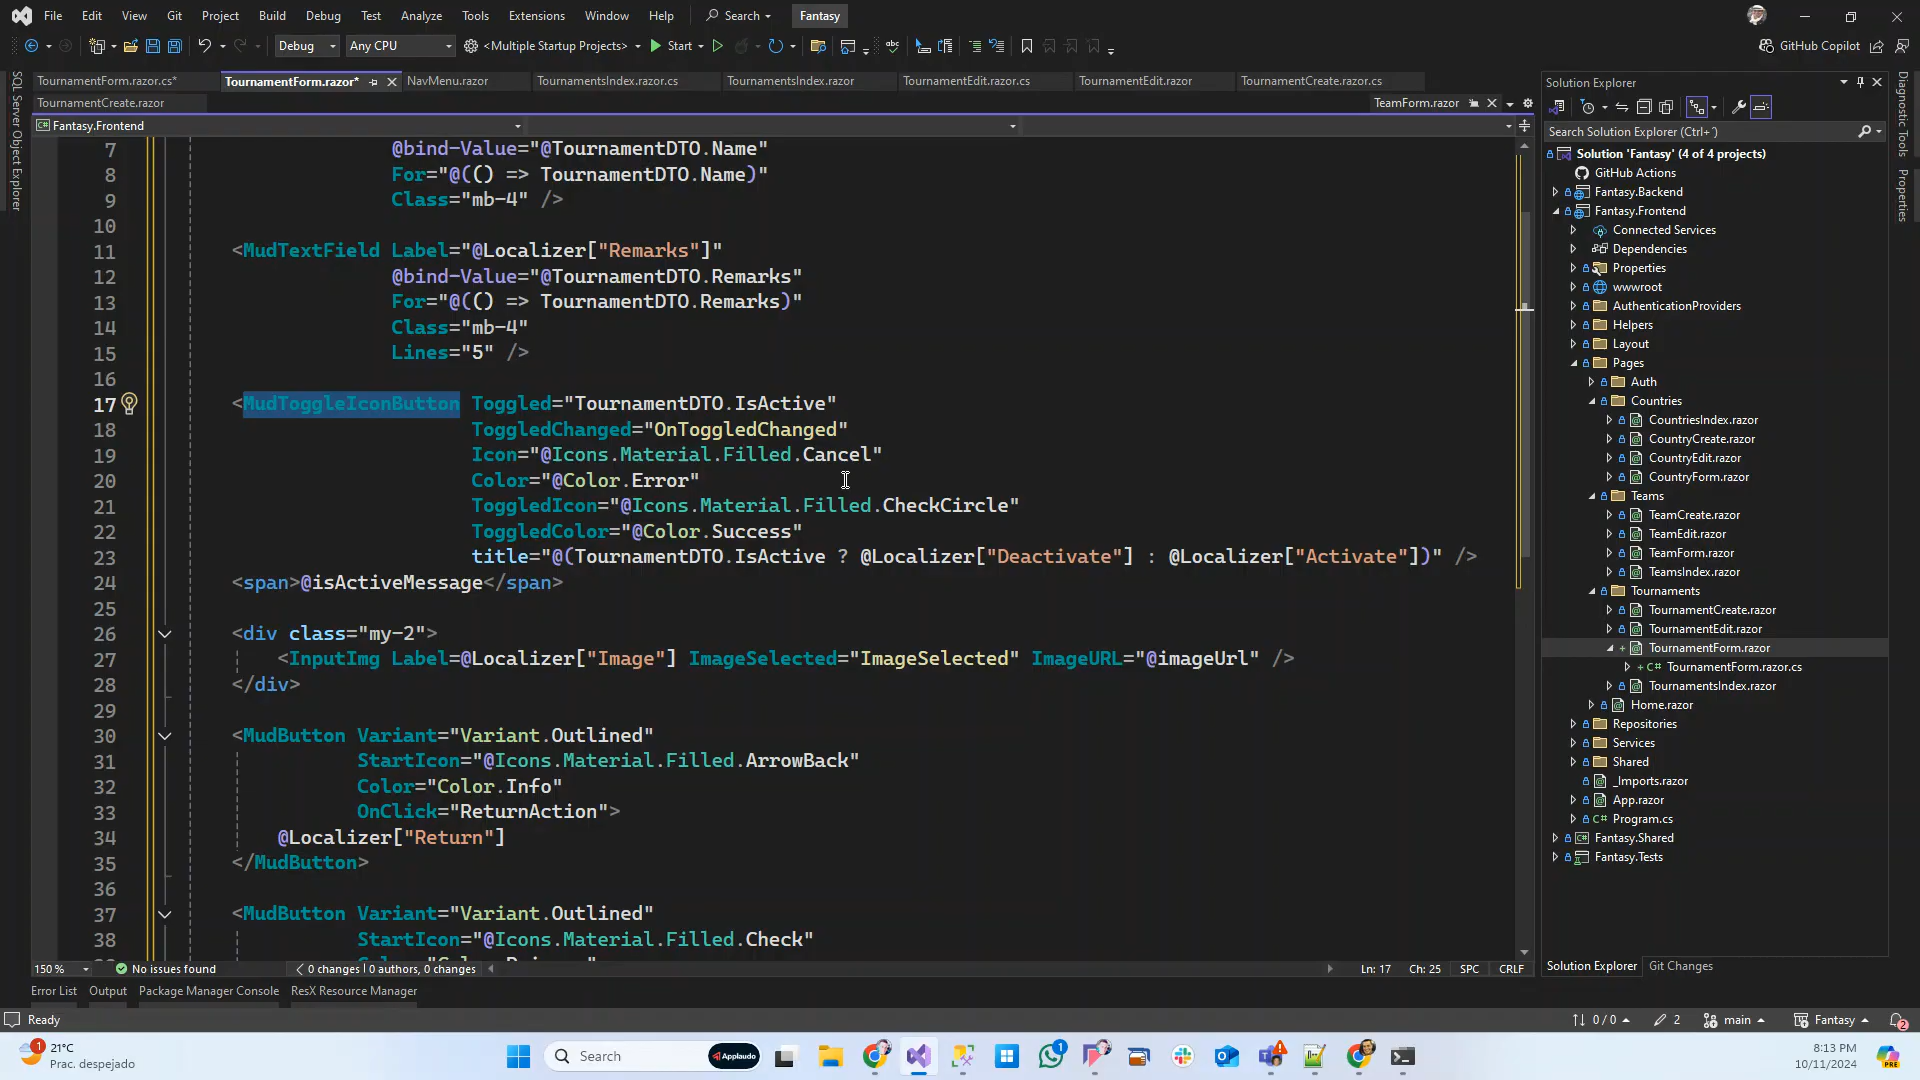 File Edit View Git Project Build Debug Test Analyze Tools Extensions Window Help Search Fantasy
Debug Any CPU <Multiple Startup Projects> Start GitHub Copilot
TournamentForm.razor.cs* TournamentForm.razor* NavMenu.razor TournamentsIndex.razor.cs TournamentsIndex.razor TournamentEdit.razor.cs TournamentEdit.razor TournamentCreate.razor.cs
TournamentCreate.razor TeamForm.razor
Fantasy.Frontend
SQL Server Object Explorer
7 @bind-Value="@TournamentDTO.Name"
8 For="@(() => TournamentDTO.Name)"
9 Class="mb-4" />
10
11 <MudTextField Label="@Localizer["Remarks"]"
12 @bind-Value="@TournamentDTO.Remarks"
13 For="@(() => TournamentDTO.Remarks)"
14 Class="mb-4"
15 Lines="5" />
16
17 <MudToggleIconButton Toggled="TournamentDTO.IsActive"
18 ToggledChanged="OnToggledChanged"
19 Icon="@Icons.Material.Filled.Cancel"
20 Color="@Color.Error"
21 ToggledIcon="@Icons.Material.Filled.CheckCircle"
22 ToggledColor="@Color.Success"
23 title="@(TournamentDTO.IsActive ? @Localizer["Deactivate"] : @Localizer["Activate"])" />
24 <span>@isActiveMessage</span>
25
26 <div class="my-2">
27 <InputImg Label=@Localizer["Image"] ImageSelected="ImageSelected" ImageURL="@imageUrl" />
28 </div>
29
30 <MudButton Variant="Variant.Outlined"
31 StartIcon="@Icons.Material.Filled.ArrowBack"
32 Color="Color.Info"
33 OnClick="ReturnAction">
34 @Localizer["Return"]
35 </MudButton>
36
37 <MudButton Variant="Variant.Outlined"
38 StartIcon="@Icons.Material.Filled.Check"
150 % No issues found 0 changes | 0 authors, 0 changes Ln: 17 Ch: 25 SPC CRLF
Error List Output Package Manager Console ResX Resource Manager
Ready 0 / 0 2 main Fantasy 2
Solution Explorer
Search Solution Explorer (Ctrl+´)
Solution 'Fantasy' (4 of 4 projects)
GitHub Actions
Fantasy.Backend
Fantasy.Frontend
Connected Services
Dependencies
Properties
wwwroot
AuthenticationProviders
Helpers
Layout
Pages
Auth
Countries
CountriesIndex.razor
CountryCreate.razor
CountryEdit.razor
CountryForm.razor
Teams
TeamCreate.razor
TeamEdit.razor
TeamForm.razor
TeamsIndex.razor
Tournaments
TournamentCreate.razor
TournamentEdit.razor
TournamentForm.razor
TournamentForm.razor.cs
TournamentsIndex.razor
Home.razor
Repositories
Services
Shared
_Imports.razor
App.razor
Program.cs
Fantasy.Shared
Fantasy.Tests
Solution Explorer Git Changes
Diagnostic Tools
Properties
1
21°C
Prac. despejado
Search Applaudo
1
8:13 PM
10/11/2024
PRE